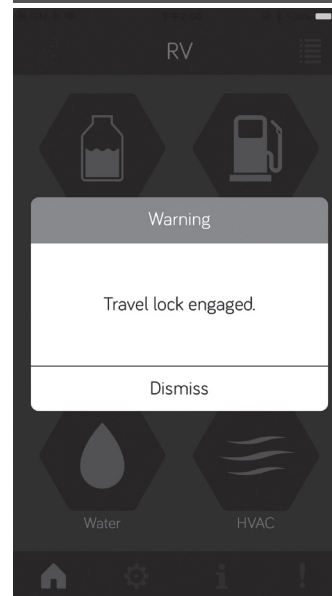 RV
Warning
Travel lock engaged.
Dismiss
Water
HVAC